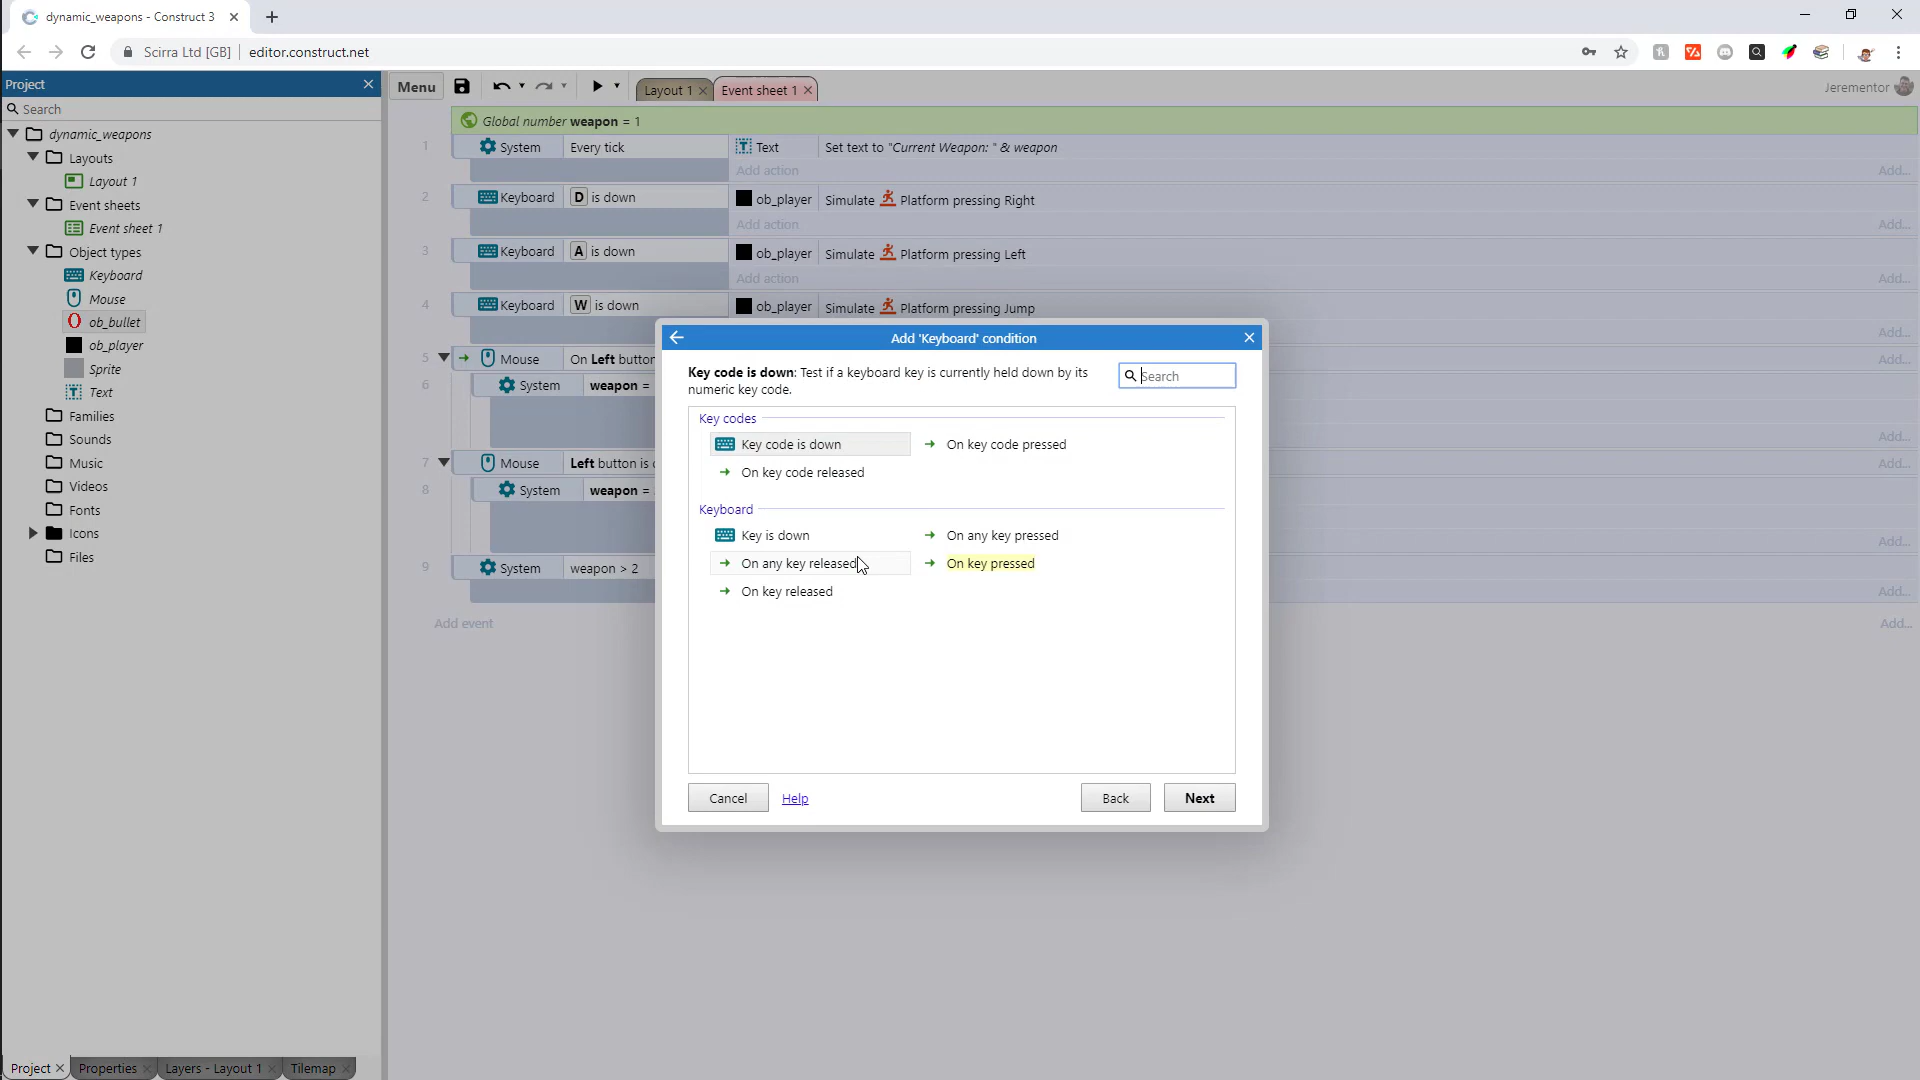 dynamic_weapons - Construct 3
Scirra Ltd [GB] editor.construct.net
Project
Menu
Layout 1
Event sheet 1
Jerementor
Search
Global number weapon = 1
dynamic_weapons
1 System Every tick Text Set text to "Current Weapon: " & weapon
Layouts
Add action Add...
Layout 1
2 Keyboard D is down ob_player Simulate Platform pressing Right
Event sheets
Add action Add...
Event sheet 1
3 Keyboard A is down ob_player Simulate Platform pressing Left
Object types
Add action Add...
Keyboard
4 Keyboard W is down ob_player Simulate Platform pressing Jump
Mouse
Add...
ob_bullet
Add 'Keyboard' condition
ob_player
5 Mouse On Left button Add...
Sprite
Key code is down: Test if a keyboard key is currently held down by its
numeric key code.
Search
6 System weapon =
Text
Families
Key codes
Key code is down On key code pressed
Add...
Sounds
7 Mouse Left button is Add...
Music
On key code released
8 System weapon =
Videos
Keyboard
Fonts
Key is down On any key pressed
Add...
Icons
On any key released On key pressed
9 System weapon > 2
Files
On key released
Add...
Add event Add...
Cancel Help Back Next
Project Properties Layers - Layout 1 Tilemap